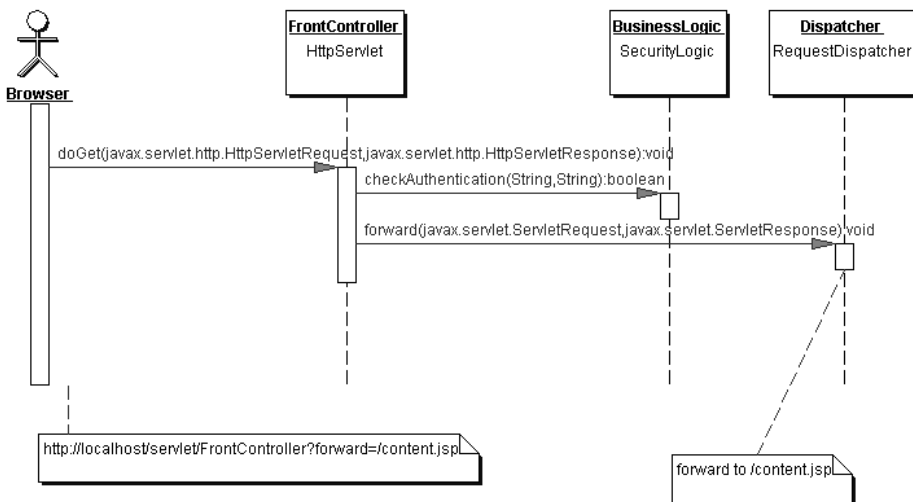 FrontController
HttpServlet
BusinessLogic
SecurityLogic
Dispatcher
RequestDispatcher
Browser
doGet(javax.servlet.http.HttpServletRequest,javax.servlet.http.HttpServletResponse):void
checkAuthentication(String,String):boolean
forward(javax.servlet.ServletRequest,javax.servlet.ServletResponse):void
http://localhost/servlet/FrontController?forward=/content.jsp
forward to /content.jsp